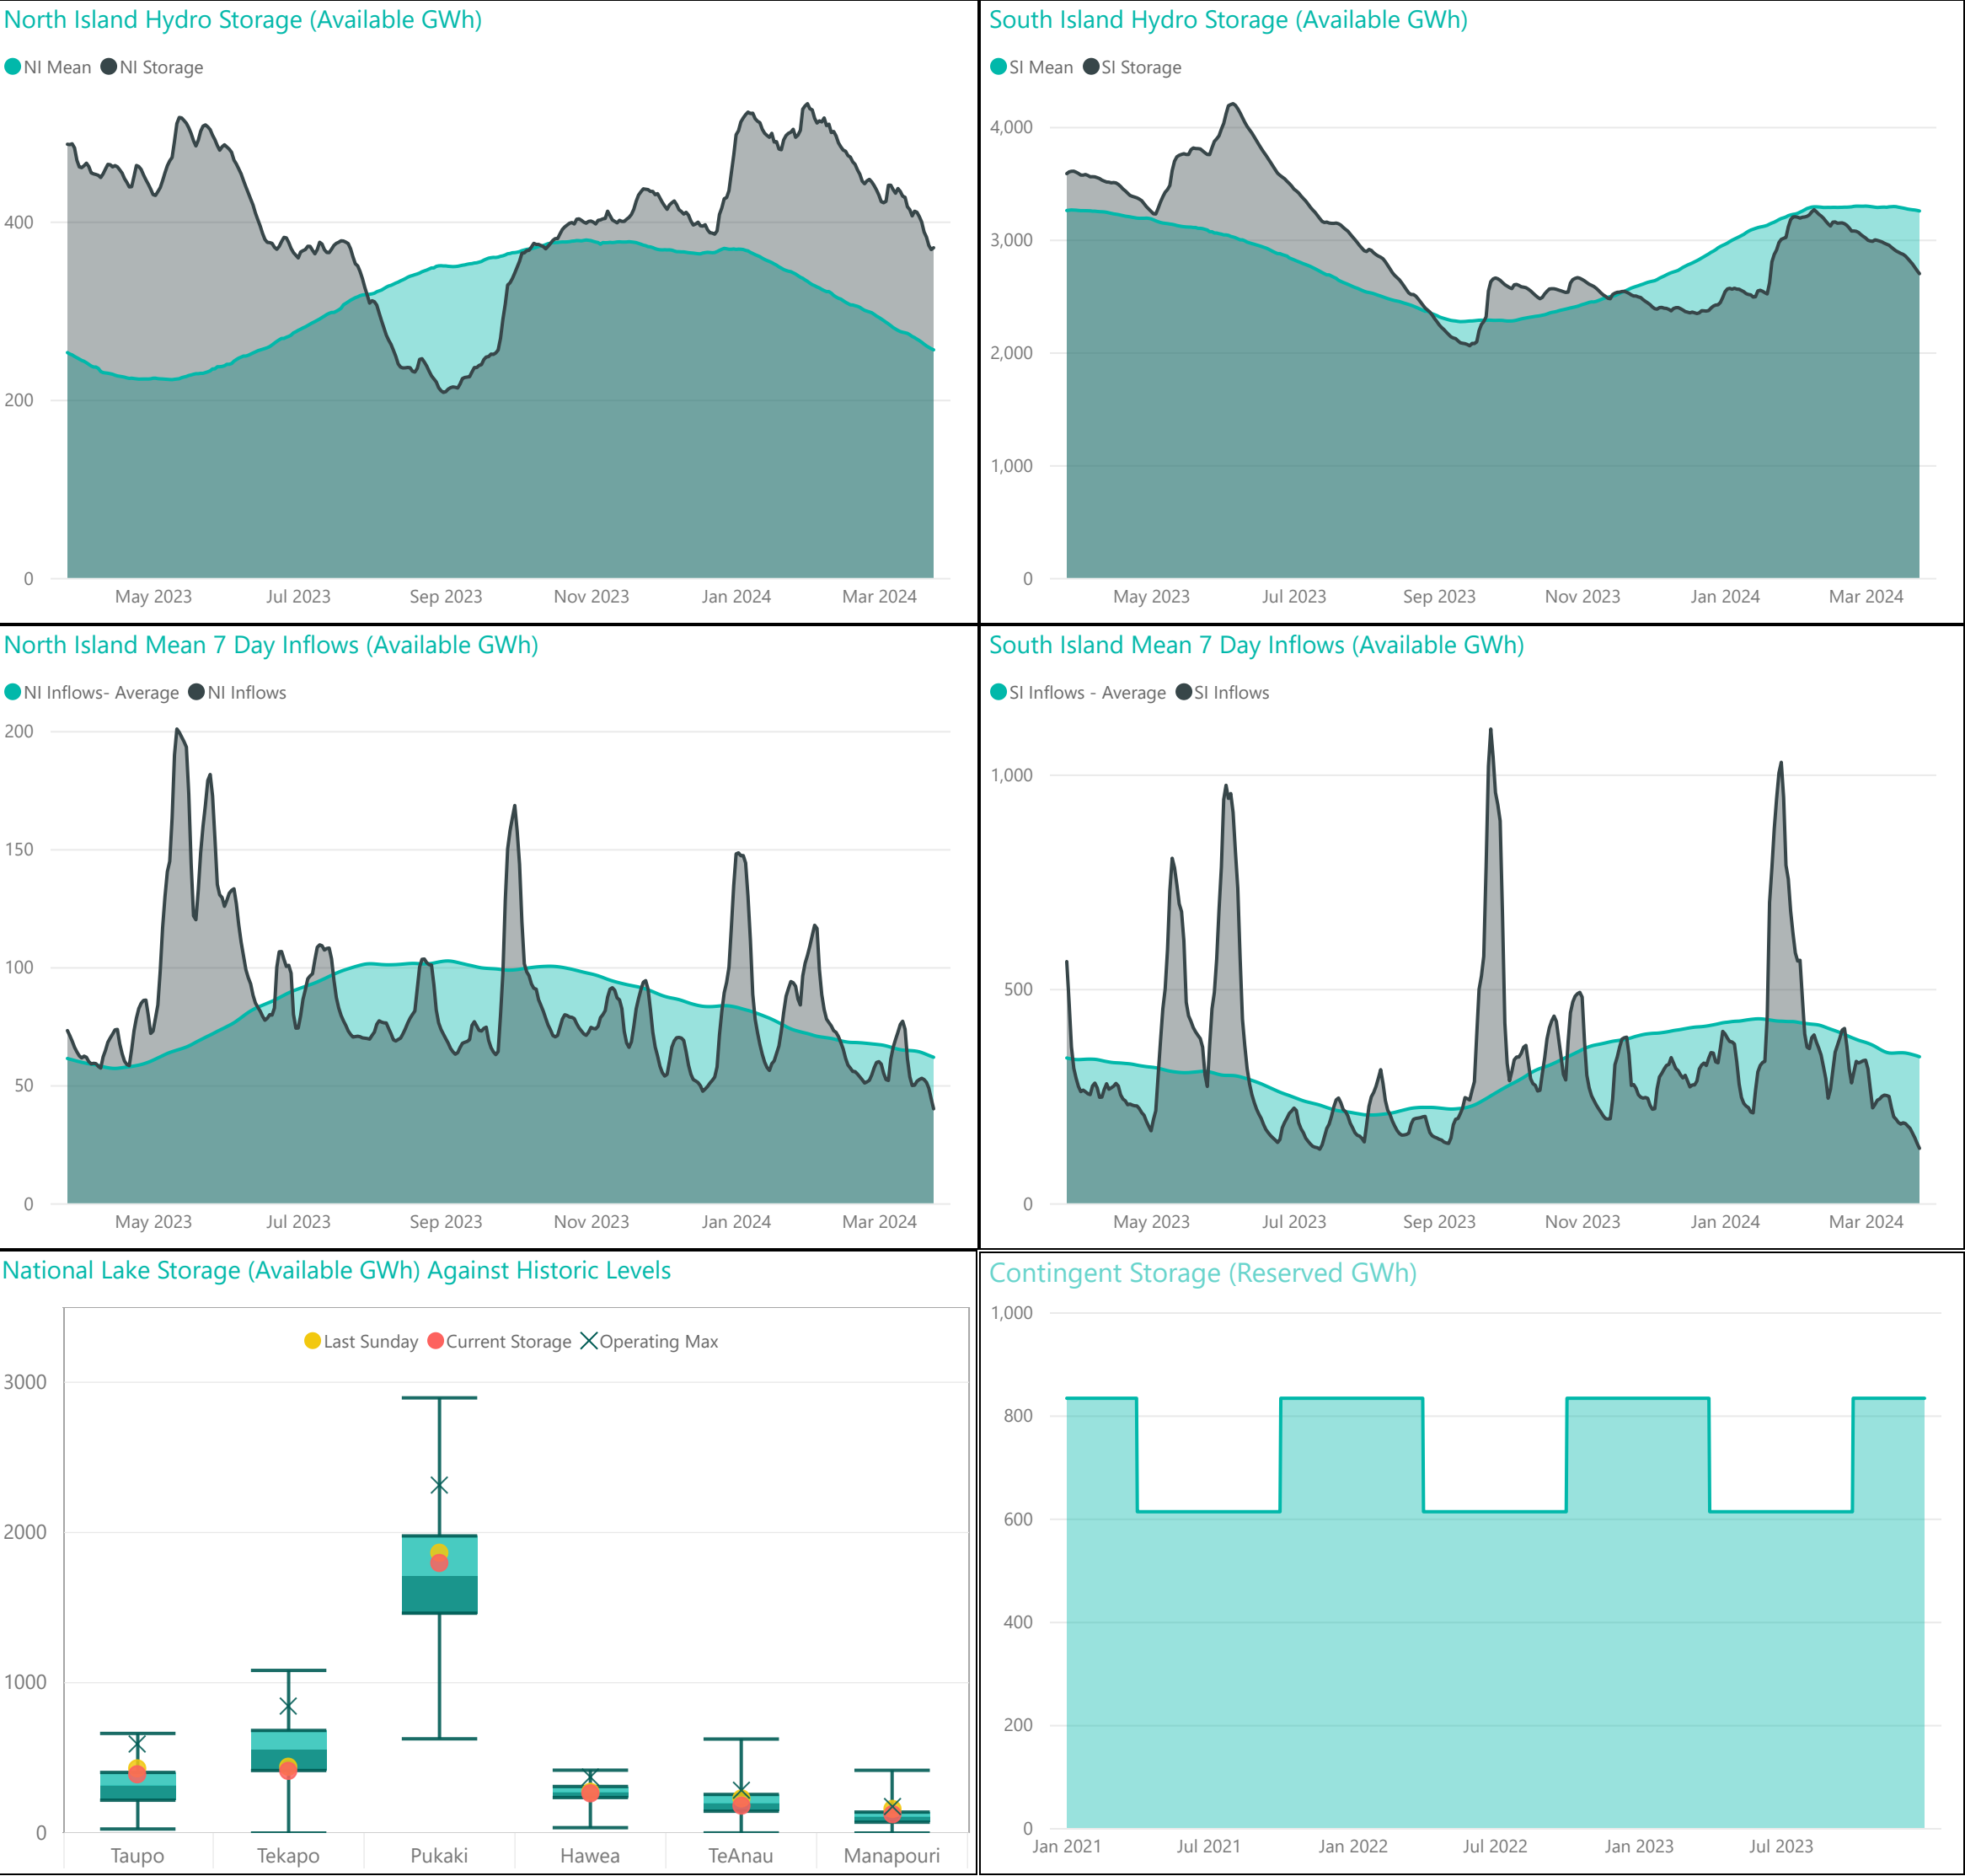 North Island Hydro Storage (Available GWh)
NI Mean NI Storage
400
200
0
May 2023 Jul 2023 Sep 2023 Nov 2023 Jan 2024 Mar 2024
South Island Hydro Storage (Available GWh)
SI Mean SI Storage
4,000
3,000
2,000
1,000
0
May 2023 Jul 2023 Sep 2023 Nov 2023 Jan 2024 Mar 2024
North Island Mean 7 Day Inflows (Available GWh)
NI Inflows- Average NI Inflows
200
150
100
50
0
May 2023 Jul 2023 Sep 2023 Nov 2023 Jan 2024 Mar 2024
South Island Mean 7 Day Inflows (Available GWh)
SI Inflows - Average SI Inflows
1,000
500
0
May 2023 Jul 2023 Sep 2023 Nov 2023 Jan 2024 Mar 2024
National Lake Storage (Available GWh) Against Historic Levels
Last Sunday Current Storage Operating Max
3000
2000
1000
0
Taupo Tekapo Pukaki Hawea TeAnau Manapouri
Contingent Storage (Reserved GWh)
1,000
800
600
400
200
0
Jan 2021 Jul 2021 Jan 2022 Jul 2022 Jan 2023 Jul 2023